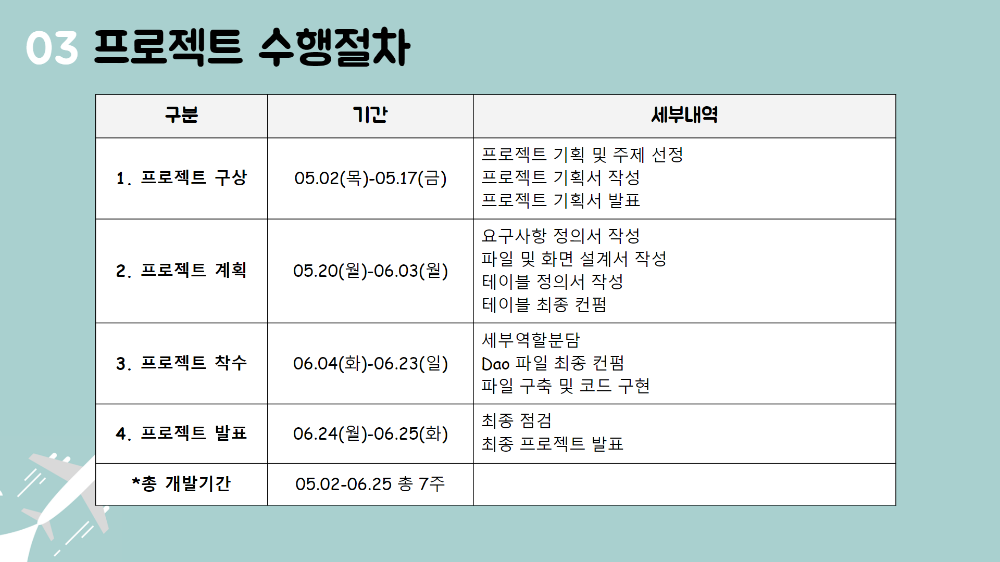 03 프로젝트 수행절차
구분 기간 세부내역
1. 프로젝트 구상 05.02(목)-05.17(금)
프로젝트 기획 및 주제 선정
프로젝트 기획서 작성
프로젝트 기획서 발표
2. 프로젝트 계획 05.20(월)-06.03(월)
요구사항 정의서 작성
파일 및 화면 설계서 작성
테이블 정의서 작성
테이블 최종 컨펌
3. 프로젝트 착수 06.04(화)-06.23(일)
세부역할분담
Dao 파일 최종 컨펌
파일 구축 및 코드 구현
4. 프로젝트 발표 06.24(월)-06.25(화)
최종 점검
최종 프로젝트 발표
*총 개발기간 05.02-06.25 총 7주